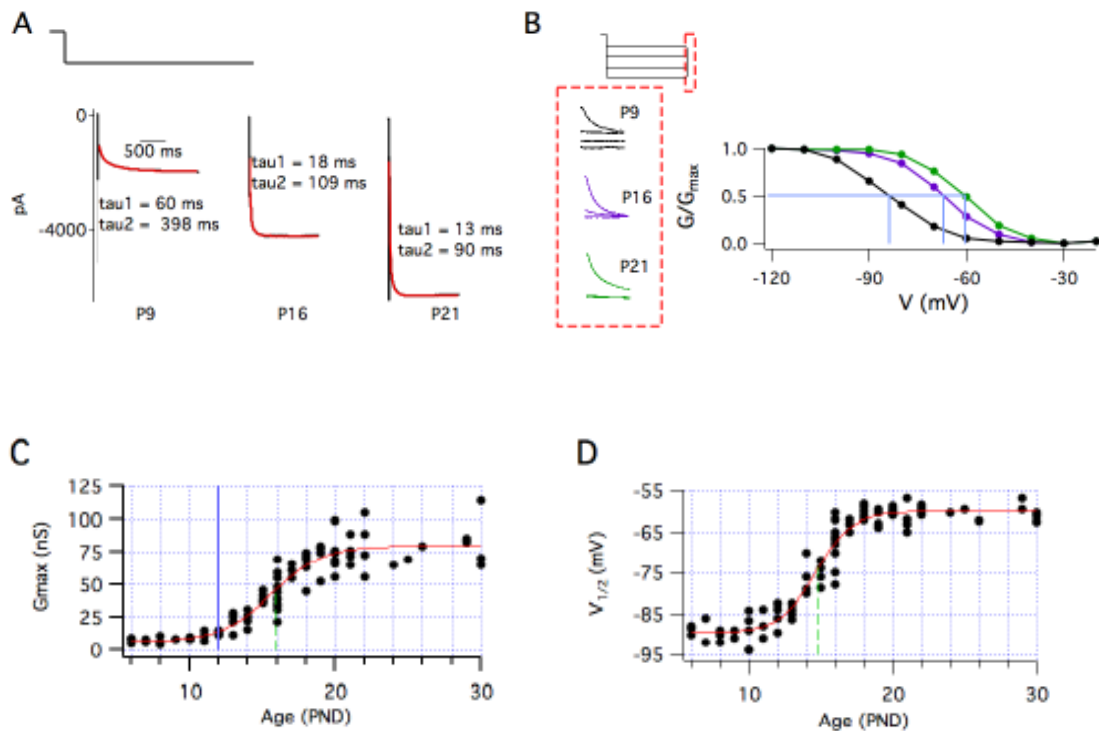 A
0
500 ms
tau1 = 60 ms
tau2 = 398 ms
tau1 = 18 ms
tau2 = 109 ms
tau1 = 13 ms
tau2 = 90 ms
pA
-4000
P9
P16
P21
B
P9
P16
P21
G/Gmax
1.0
0.5
0.0
-120
-90
-60
-30
V (mV)
C
Gmax (nS)
125
100
75
50
25
0
10
20
30
Age (PND)
D
V1/2 (mV)
-55
-65
-75
-85
-95
10
20
30
Age (PND)